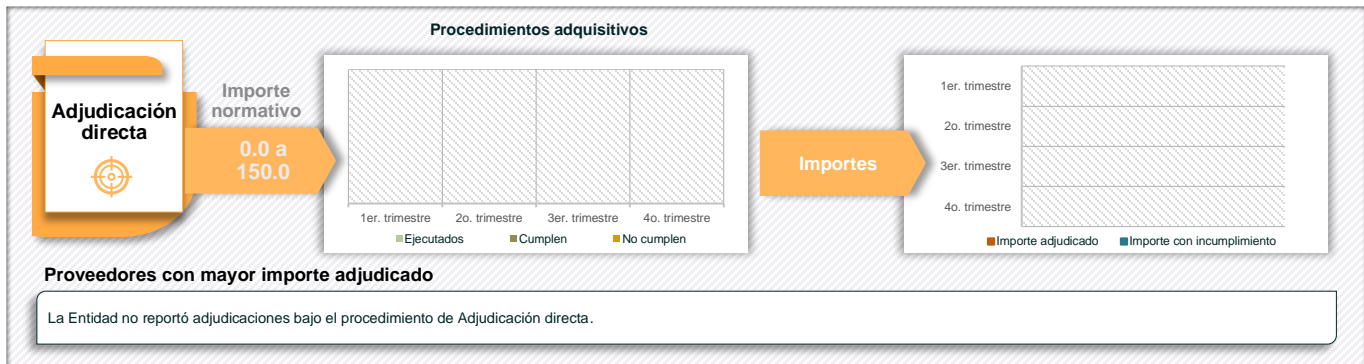 Procedimientos adquisitivos
Adjudicación
directa
Importe
normativo
0.0 a
150.0
1er. trimestre
2o. trimestre
3er. trimestre
4o. trimestre
Ejecutados
Cumplen
No cumplen
Importes
1er. trimestre
2o. trimestre
3er. trimestre
4o. trimestre
Importe adjudicado
Importe con incumplimiento
Proveedores con mayor importe adjudicado
La Entidad no reportó adjudicaciones bajo el procedimiento de Adjudicación directa.